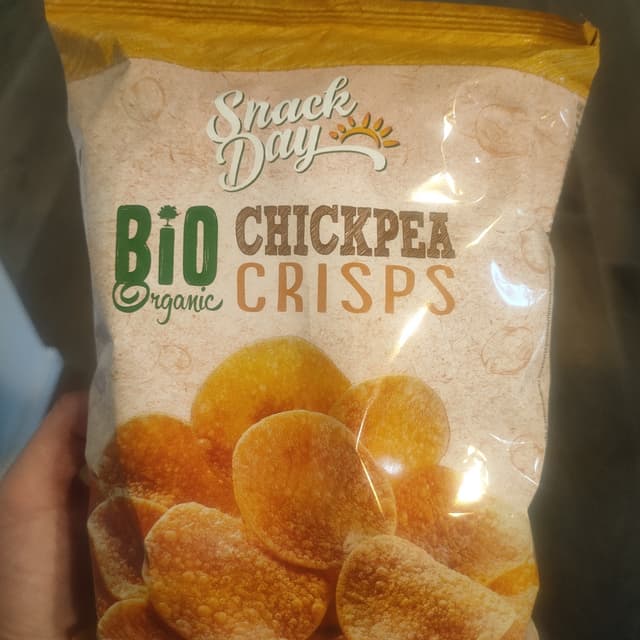 Snack
Day
BiO
Organic
CHICKPEA
CRISPS